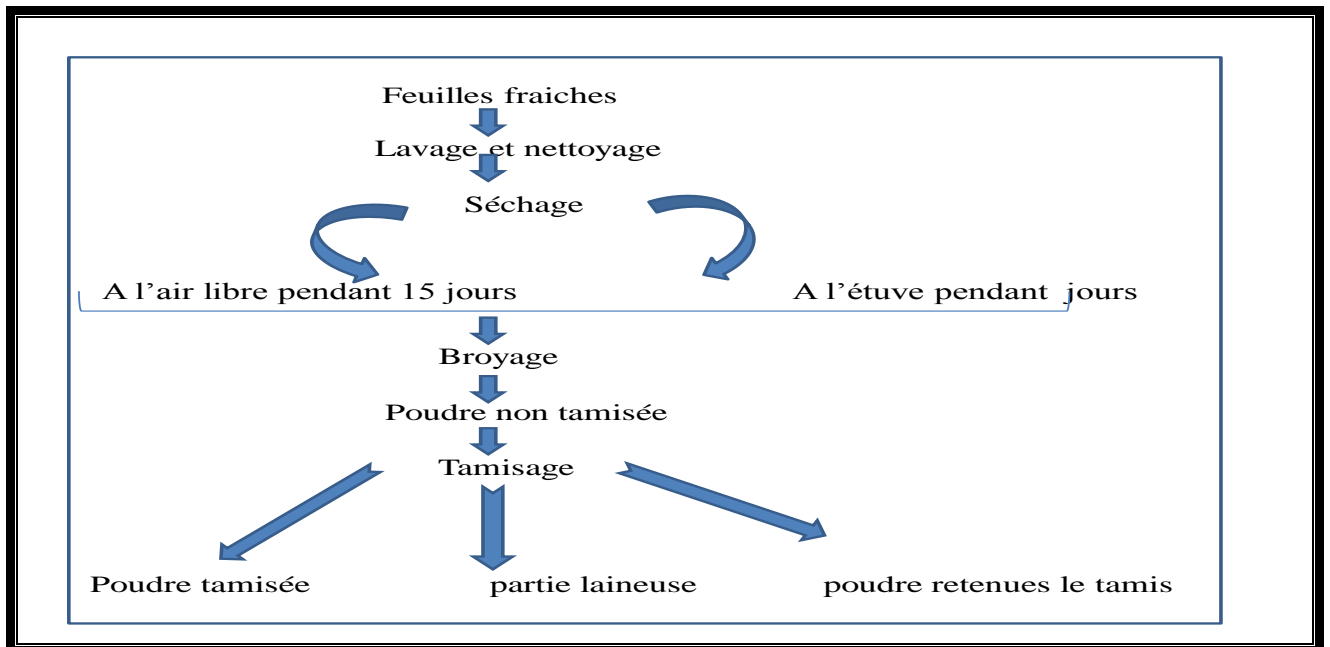 Feuilles fraiches
Lavage et nettoyage
Séchage
A l’air libre pendant 15 jours
A l’étuve pendant jours
Broyage
Poudre non tamisée
Tamisage
Poudre tamisée
partie laineuse
poudre retenues le tamis